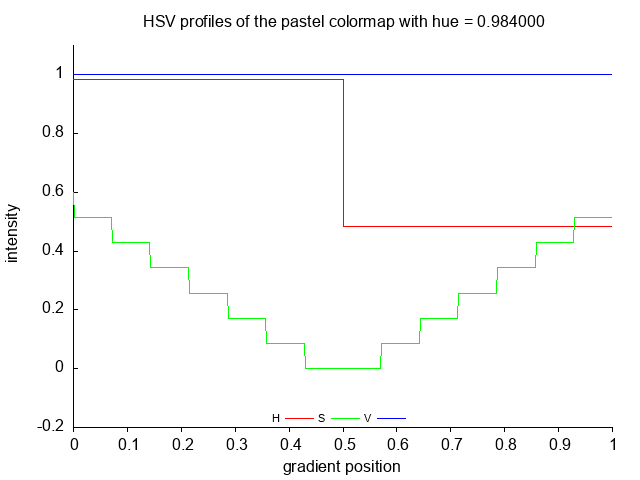 HSV profiles of the pastel colormap with hue = 0.984000
1
0.8
0.6
0.4
0.2
0
-0.2
intensity
H S V
0 0.1 0.2 0.3 0.4 0.5 0.6 0.7 0.8 0.9 1
gradient position